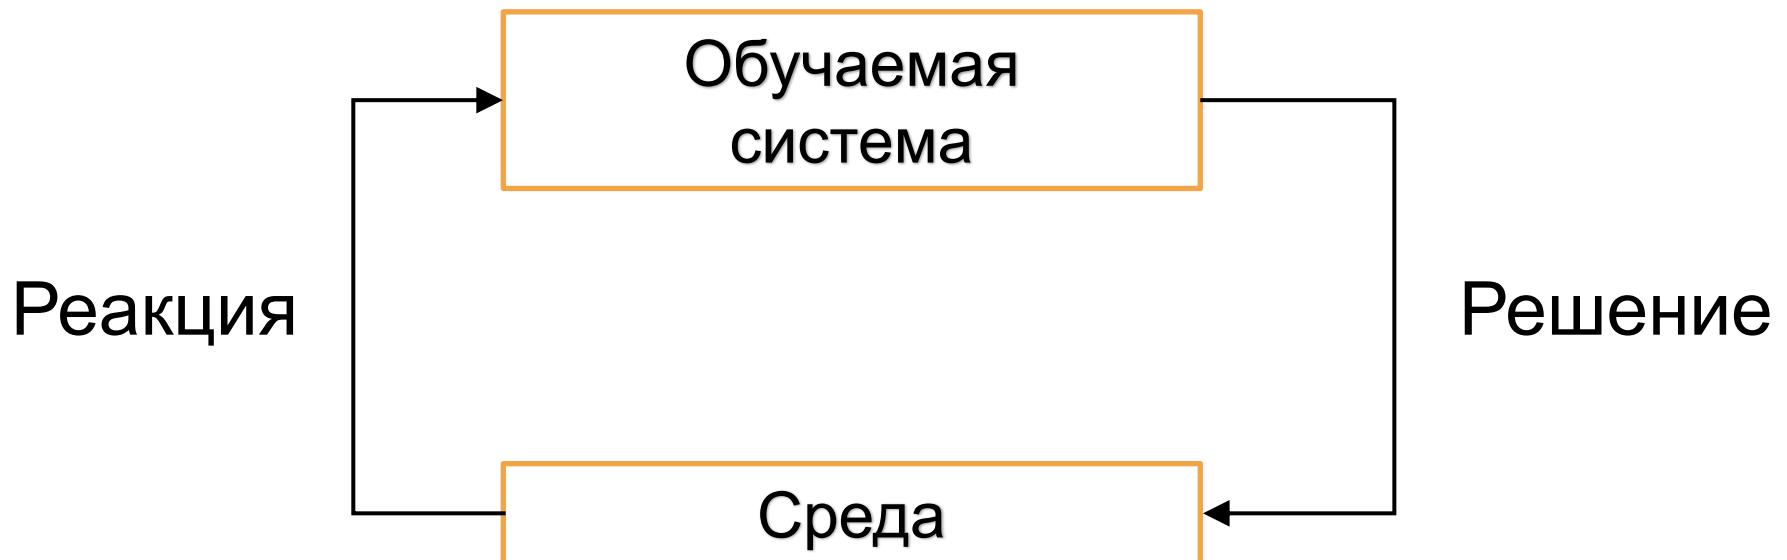 Обучаемая
система
Реакция
Решение
Среда